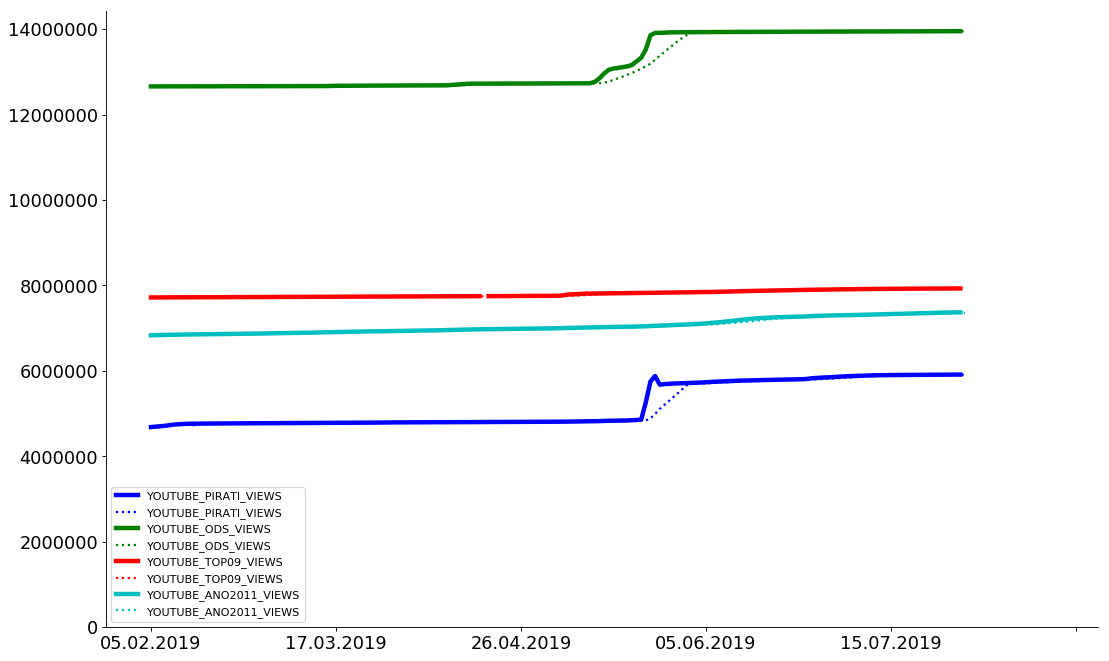 14000000
12000000
10000000
8000000
6000000
4000000
2000000
0
YOUTUBE_PIRATI_VIEWS
YOUTUBE_PIRATI_VIEWS
YOUTUBE_ODS_VIEWS
YOUTUBE_ODS_VIEWS
YOUTUBE_TOP09_VIEWS
YOUTUBE_TOP09_VIEWS
YOUTUBE_ANO2011_VIEWS
YOUTUBE_ANO2011_VIEWS
05.02.2019 17.03.2019 26.04.2019 05.06.2019 15.07.2019